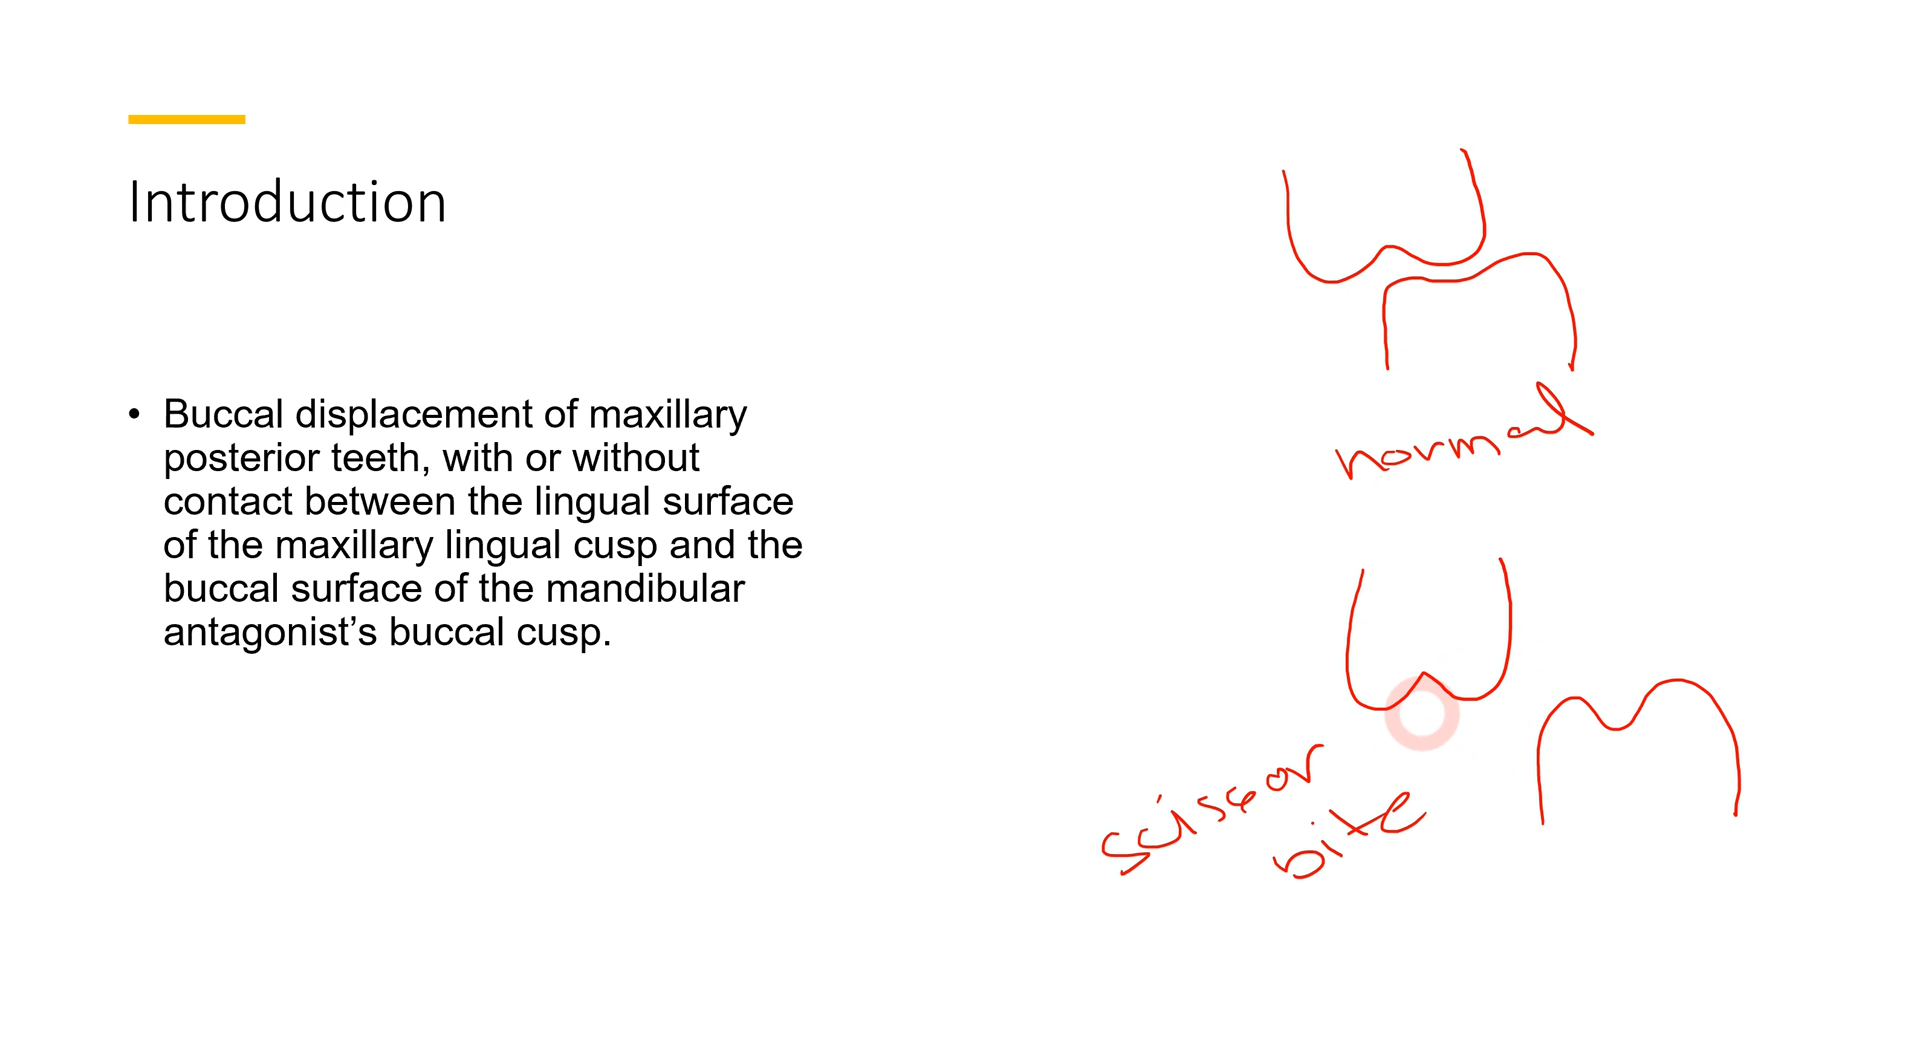 Introduction
• Buccal displacement of maxillary
posterior teeth, with or without
contact between the lingual surface
of the maxillary lingual cusp and the
buccal surface of the mandibular
antagonist’s buccal cusp.
normal
scissor
bite